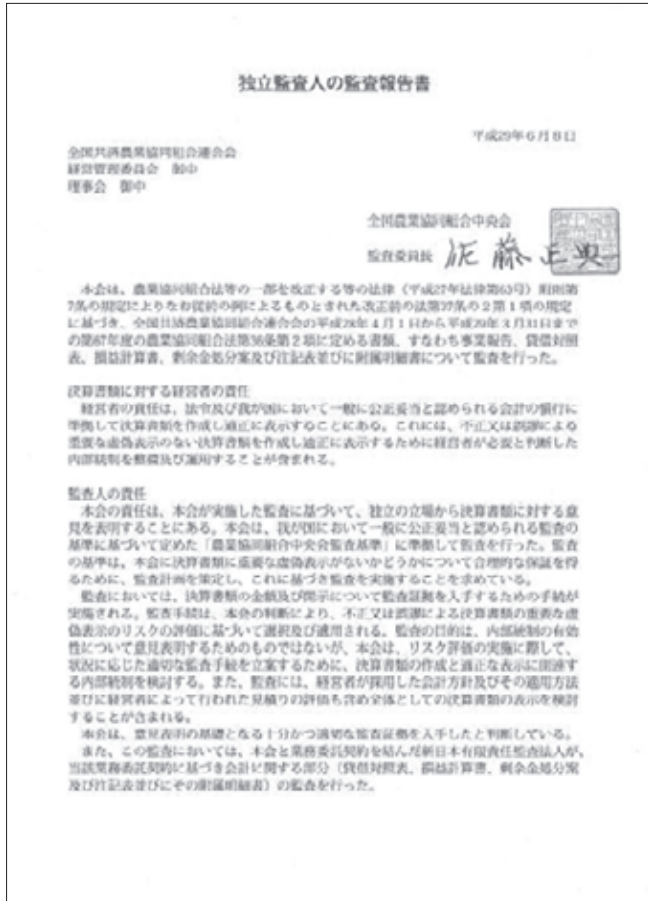 独立監査人の監査報告書
平成29年6月8日
全国共済農業協同組合連合会
経営管理委員会 御中
理事会 御中
全国農業協同組合中央会
監査委員長 佐藤正典
本会は、農業協同組合法等の一部を改正する等の法律（平成27年法律第63号）附則第
7条の規定によりなお従前の例によるものとされた改正前の法第37条の2第1項の規定
に基づき、全国共済農業協同組合連合会の平成28年4月1日から平成29年3月31日まで
の第67年度の農業協同組合法第36条第2項に定める書類、すなわち事業報告、貸借対照
表、損益計算書、剰余金処分案及び注記表並びに附属明細書について監査を行った。
決算書類に対する経営者の責任
経営者の責任は、法令及び我が国において一般に公正妥当と認められる会計の慣行に
準拠して決算書類を作成し適正に表示することにある。これには、不正又は誤謬による
重要な虚偽表示のない決算書類を作成し適正に表示するために経営者が必要と判断した
内部統制を整備及び運用することが含まれる。
監査人の責任
本会の責任は、本会が実施した監査に基づいて、独立の立場から決算書類に対する意
見を表明することにある。本会は、我が国において一般に公正妥当と認められる監査の
基準に基づいて定めた「農業協同組合中央会監査基準」に準拠して監査を行った。監査
の基準は、本会に決算書類に重要な虚偽表示がないかどうかについて合理的な保証を得
るために、監査計画を策定し、これに基づき監査を実施することを求めている。
監査においては、決算書類の金額及び開示について監査証拠を入手するための手続が
実施される。監査手続は、本会の判断により、不正又は誤謬による決算書類の重要な虚
偽表示のリスクの評価に基づいて選択及び適用される。監査の目的は、内部統制の有効
性について意見表明するためのものではないが、本会は、リスク評価の実施に際して、
状況に応じた適切な監査手続を立案するために、決算書類の作成と適正な表示に関連す
る内部統制を検討する。また、監査には、経営者が採用した会計方針及びその適用方法
並びに経営者によって行われた見積りの評価も含め全体としての決算書類の表示を検討
することが含まれる。
本会は、意見表明の基礎となる十分かつ適切な監査証拠を入手したと判断している。
また、この監査においては、本会と業務委託契約を結んだ新日本有限責任監査法人が、
当該業務委託契約に基づき会計に関する部分（貸借対照表、損益計算書、剰余金処分案
及び注記表並びにその附属明細書）の監査を行った。